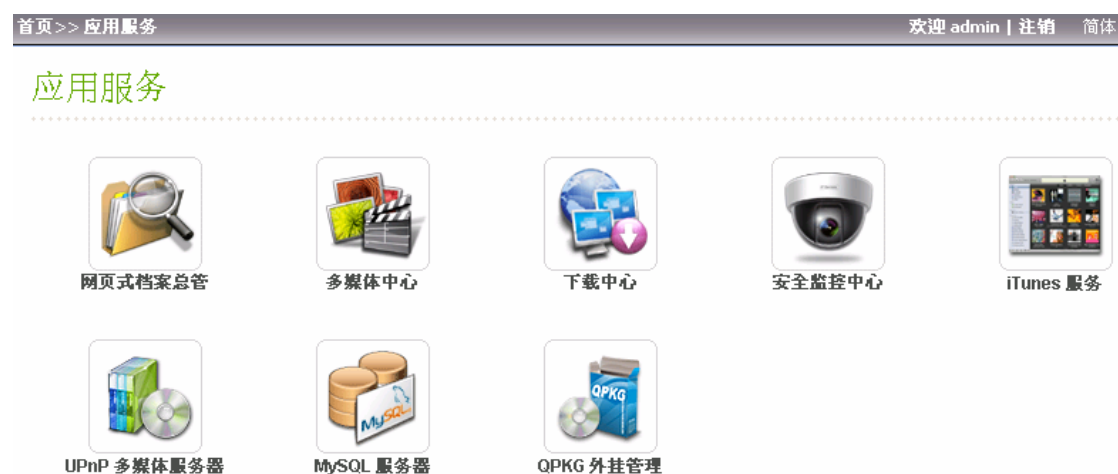 首页>> 应用服务
欢迎 admin | 注销 简体
应用服务
网页式档案总管
多媒体中心
下载中心
安全监控中心
iTunes 服务
MySQL
QPKG
UPnP 多媒体服务器
MySQL 服务器
QPKG 外挂管理